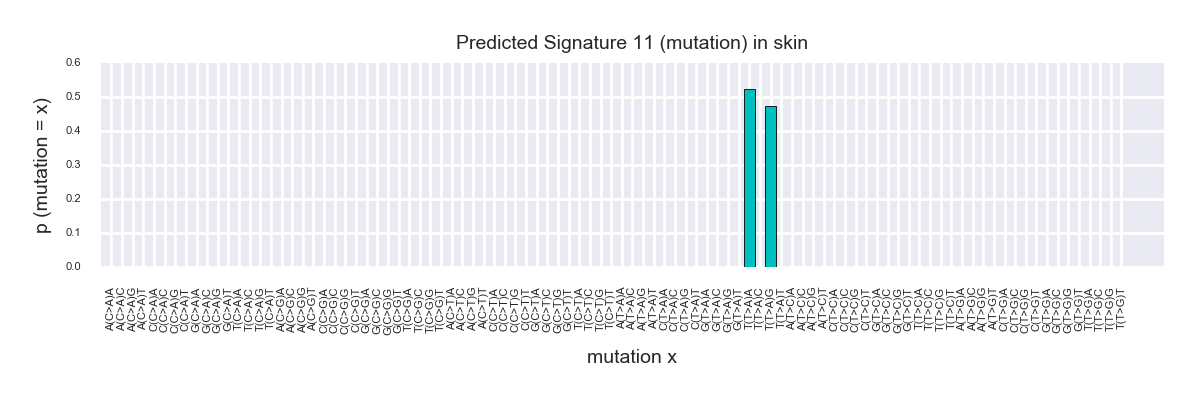 Predicted Signature 11 (mutation) in skin
p (mutation = x)
0.6
0.5
0.4
0.3
0.2
0.1
0.0
A(C>A)A
A(C>A)C
A(C>A)G
A(C>A)T
C(C>A)A
C(C>A)C
C(C>A)G
C(C>A)T
G(C>A)A
G(C>A)C
G(C>A)G
G(C>A)T
T(C>A)A
T(C>A)C
T(C>A)G
T(C>A)T
A(C>G)A
A(C>G)C
A(C>G)G
A(C>G)T
C(C>G)A
C(C>G)C
C(C>G)G
C(C>G)T
G(C>G)A
G(C>G)C
G(C>G)G
G(C>G)T
T(C>G)A
T(C>G)C
T(C>G)G
T(C>G)T
A(C>T)A
A(C>T)C
A(C>T)G
A(C>T)T
C(C>T)A
C(C>T)C
C(C>T)G
C(C>T)T
G(C>T)A
G(C>T)C
G(C>T)G
G(C>T)T
T(C>T)A
T(C>T)C
T(C>T)G
T(C>T)T
A(T>A)A
A(T>A)C
A(T>A)G
A(T>A)T
C(T>A)A
C(T>A)C
C(T>A)G
C(T>A)T
G(T>A)A
G(T>A)C
G(T>A)G
G(T>A)T
T(T>A)A
T(T>A)C
T(T>A)G
T(T>A)T
A(T>C)A
A(T>C)C
A(T>C)G
A(T>C)T
C(T>C)A
C(T>C)C
C(T>C)G
C(T>C)T
G(T>C)A
G(T>C)C
G(T>C)G
G(T>C)T
T(T>C)A
T(T>C)C
T(T>C)G
T(T>C)T
A(T>G)A
A(T>G)C
A(T>G)G
A(T>G)T
C(T>G)A
C(T>G)C
C(T>G)G
C(T>G)T
G(T>G)A
G(T>G)C
G(T>G)G
G(T>G)T
T(T>G)A
T(T>G)C
T(T>G)G
T(T>G)T
mutation x